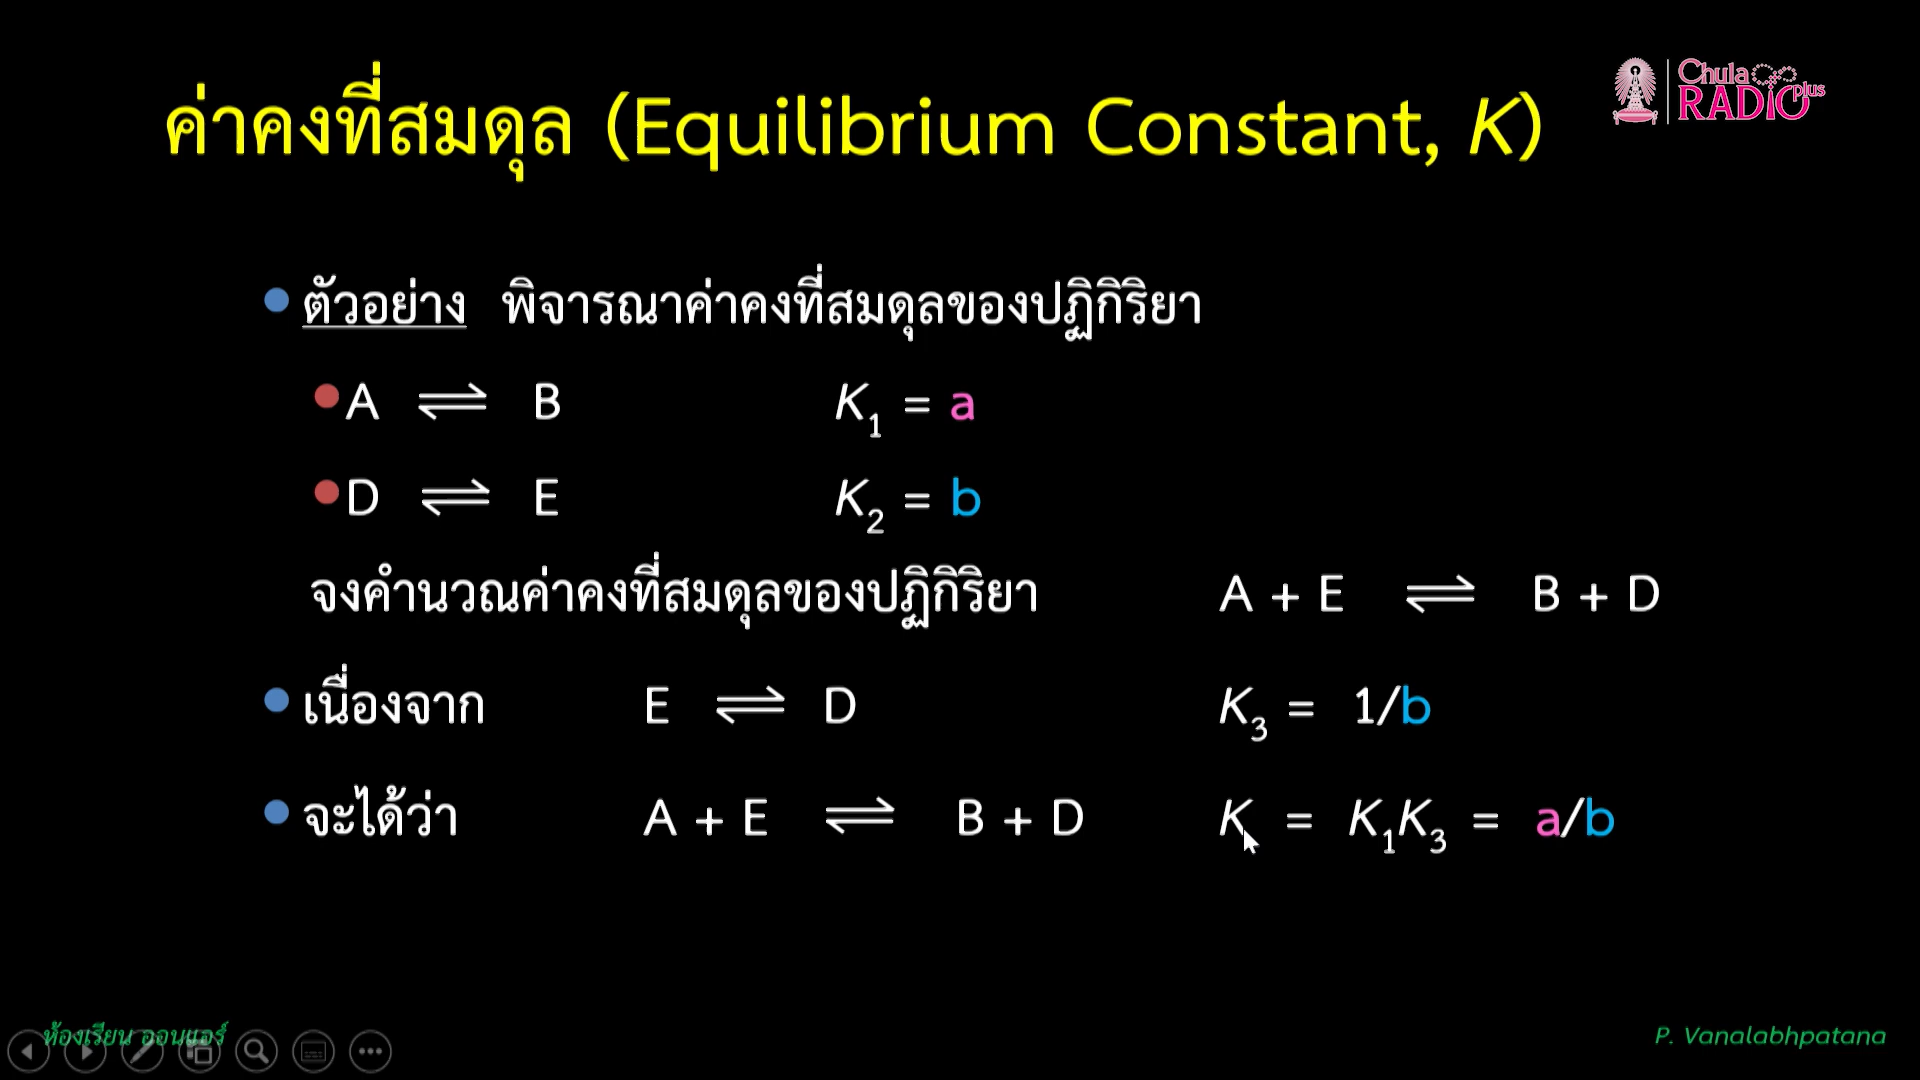 ค่าคงที่สมดุล (Equilibrium Constant, K)
Chula
RADIO plus
ตัวอย่าง พิจารณาค่าคงที่สมดุลของปฏิกิริยา
A ⇌ B K₁ = a
D ⇌ E K₂ = b
จงคำนวณค่าคงที่สมดุลของปฏิกิริยา A + E ⇌ B + D
เนื่องจาก E ⇌ D K₃ = 1/b
จะได้ว่า A + E ⇌ B + D K = K₁K₃ = a/b
ห้องเรียน ออนแอร์
P. Vanalabhpatana